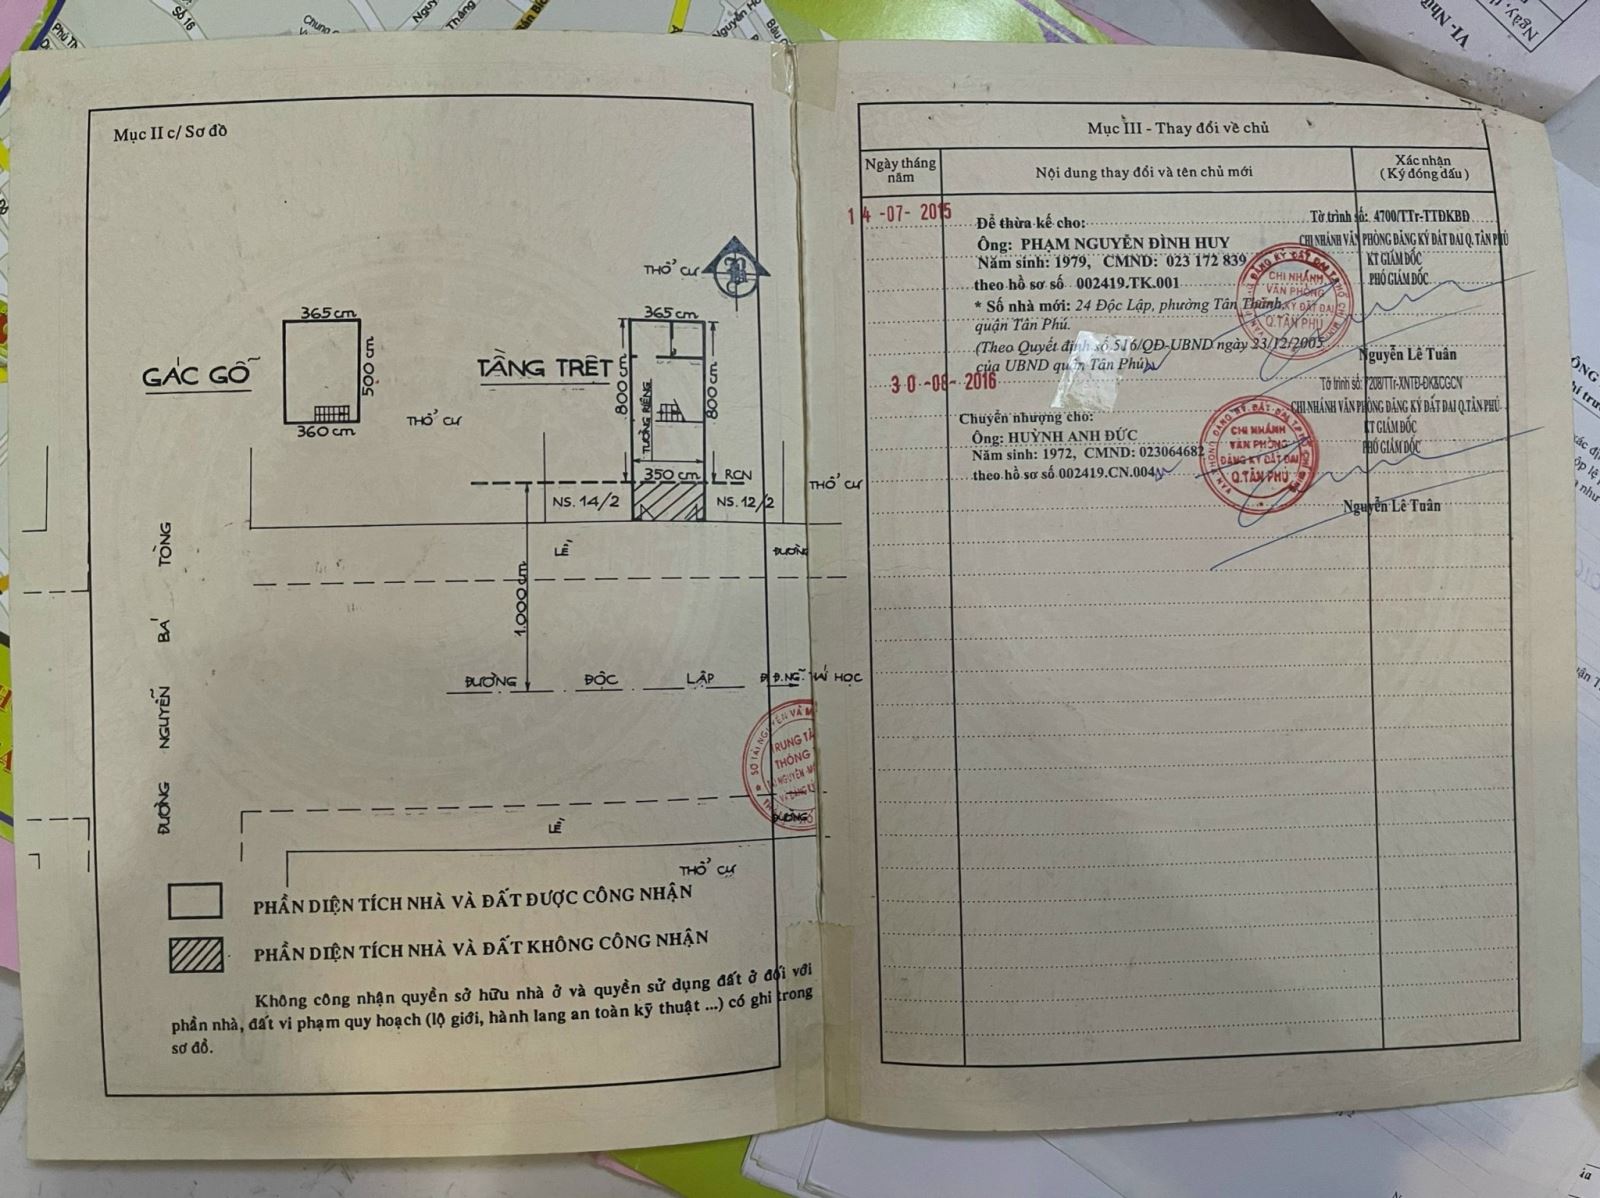 Mục II c/ Sơ đồ
THỔ CƯ
365 cm
500 cm
GÁC GỖ
360 cm
THỔ CƯ
365 cm
TẦNG TRỆT
800 cm
800 cm
TƯỜNG RIÊNG
350 cm
RCN
NS. 14/2
NS. 12/2
THỔ CƯ
LỀ
ĐƯỜNG
1.000 cm
ĐƯỜNG NGUYỄN BÁ TÒNG
ĐƯỜNG ĐỘC LẬP
HỌC
TRUNG TÂ
THÔNG
LỀ
ĐƯỜNG
THỔ CƯ
PHẦN DIỆN TÍCH NHÀ VÀ ĐẤT ĐƯỢC CÔNG NHẬN
PHẦN DIỆN TÍCH NHÀ VÀ ĐẤT KHÔNG CÔNG NHẬN
Không công nhận quyền sở hữu nhà ở và quyền sử dụng đất ở đối với
phần nhà, đất vi phạm quy hoạch (lộ giới, hành lang an toàn kỹ thuật ...) có ghi trong
sơ đồ.
Mục III - Thay đổi về chủ
Ngày tháng năm
Nội dung thay đổi và tên chủ mới
Xác nhận
( Ký đóng dấu )
14 -07- 2015
Để thừa kế cho:
Ông: PHẠM NGUYỄN ĐÌNH HUY
Năm sinh: 1979, CMND: 023 172 839
theo hồ sơ số 002419.TK.001
* Số nhà mới: 24 Độc Lập, phường Tân Thành,
quận Tân Phú.
(Theo Quyết định số 516/QĐ-UBND ngày 23/12/2005
của UBND quận Tân Phú)
Tờ trình số: 4700/TTr-TTĐKBĐ
CHI NHÁNH VĂN PHÒNG ĐĂNG KÝ ĐẤT ĐAI Q. TÂN PHÚ
KT GIÁM ĐỐC
PHÓ GIÁM ĐỐC
CHI NHÁNH
VĂN PHÒNG
ĐĂNG KÝ ĐẤT ĐAI
Q.TÂN PHÚ
Nguyễn Lê Tuân
30 -08- 2016
Chuyển nhượng cho:
Ông: HUỲNH ANH ĐỨC
Năm sinh: 1972, CMND: 023064682
theo hồ sơ số 002419.CN.004
Tờ trình số: 7208/TTr-XNTĐ-ĐK&CGCN
CHI NHÁNH VĂN PHÒNG ĐĂNG KÝ ĐẤT ĐAI Q.TÂN PHÚ
KT GIÁM ĐỐC
PHÓ GIÁM ĐỐC
CHI NHÁNH
VĂN PHÒNG
ĐĂNG KÝ ĐẤT ĐAI
Q.TÂN PHÚ
Nguyễn Lê Tuân